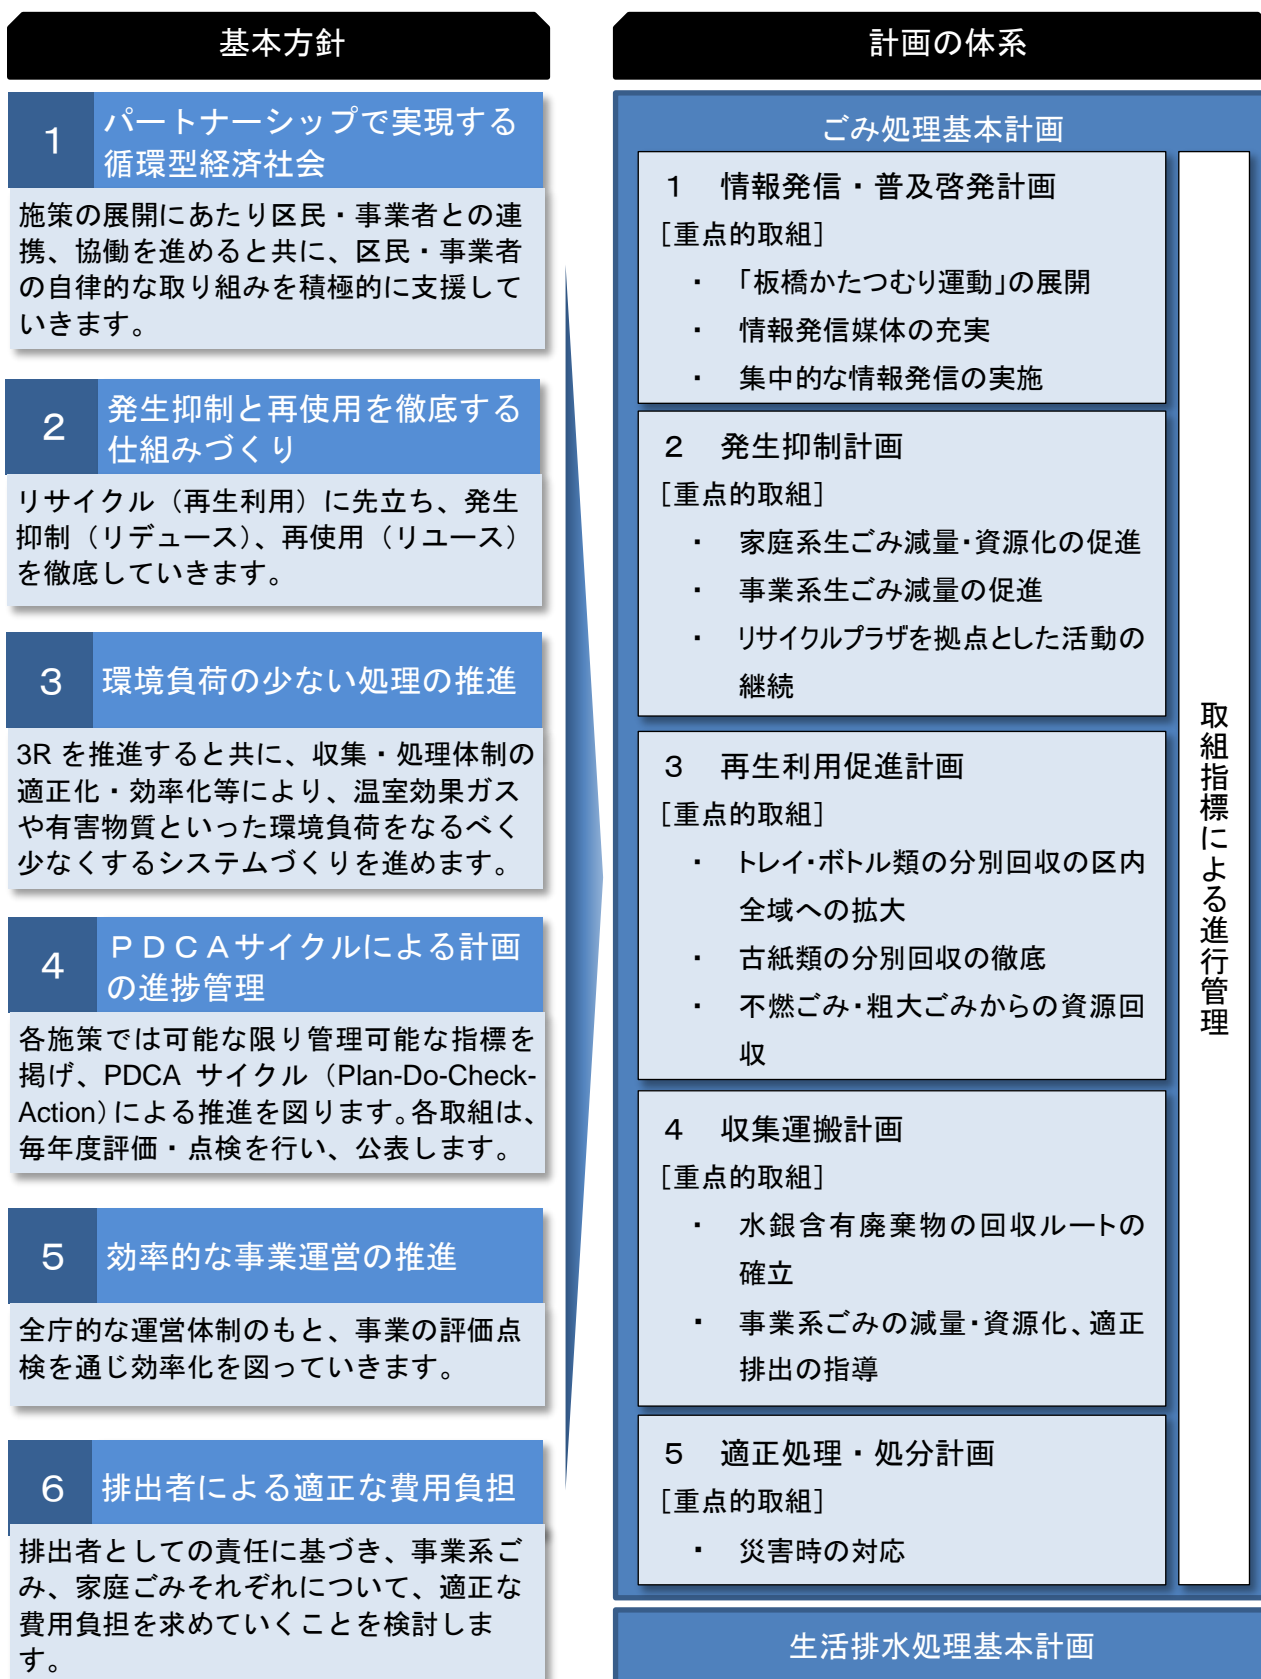 基本方針
1
パートナーシップで実現する
循環型経済社会
施策の展開にあたり区民・事業者との連
携、協働を進めると共に、区民・事業者
の自律的な取り組みを積極的に支援して
いきます。
2
発生抑制と再使用を徹底する
仕組みづくり
リサイクル（再生利用）に先立ち、発生
抑制（リデュース）、再使用（リユース）
を徹底していきます。
3
環境負荷の少ない処理の推進
3R を推進すると共に、収集・処理体制の
適正化・効率化等により、温室効果ガス
や有害物質といった環境負荷をなるべく
少なくするシステムづくりを進めます。
4
ＰＤＣＡサイクルによる計画
の進捗管理
各施策では可能な限り管理可能な指標を
掲げ、PDCA サイクル（Plan-Do-Check-
Action）による推進を図ります。各取組は、
毎年度評価・点検を行い、公表します。
5
効率的な事業運営の推進
全庁的な運営体制のもと、事業の評価点
検を通じ効率化を図っていきます。
6
排出者による適正な費用負担
排出者としての責任に基づき、事業系ご
み、家庭ごみそれぞれについて、適正な
費用負担を求めていくことを検討しま
す。
計画の体系
ごみ処理基本計画
1　情報発信・普及啓発計画
［重点的取組］
・　「板橋かたつむり運動」の展開
・　情報発信媒体の充実
・　集中的な情報発信の実施
2　発生抑制計画
［重点的取組］
・　家庭系生ごみ減量・資源化の促進
・　事業系生ごみ減量の促進
・　リサイクルプラザを拠点とした活動の
継続
3　再生利用促進計画
［重点的取組］
・　トレイ・ボトル類の分別回収の区内
全域への拡大
・　古紙類の分別回収の徹底
・　不燃ごみ・粗大ごみからの資源回
収
4　収集運搬計画
［重点的取組］
・　水銀含有廃棄物の回収ルートの
確立
・　事業系ごみの減量・資源化、適正
排出の指導
5　適正処理・処分計画
［重点的取組］
・　災害時の対応
取組指標による進行管理
生活排水処理基本計画